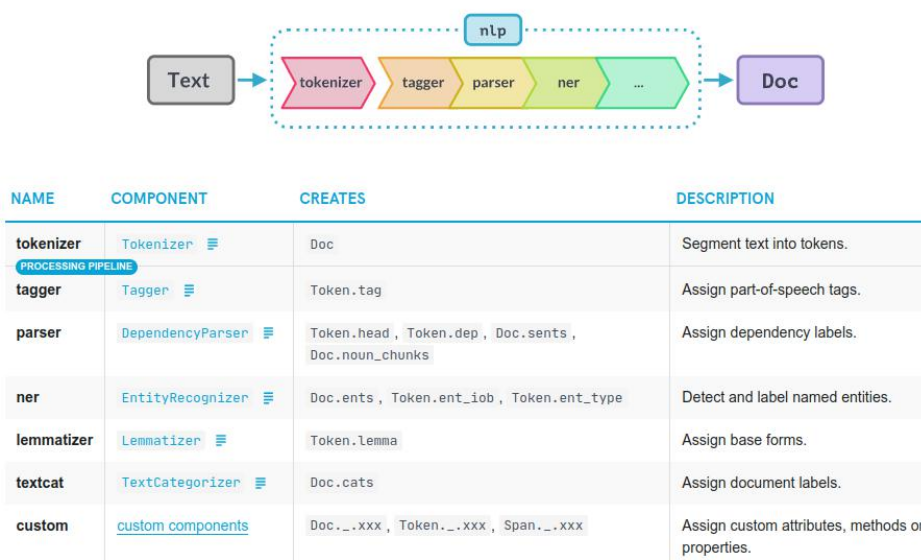 nlp
Text tokenizer tagger parser ner ... Doc
NAME COMPONENT CREATES DESCRIPTION
tokenizer Tokenizer Doc Segment text into tokens.
PROCESSING PIPELINE
tagger Tagger Token.tag Assign part-of-speech tags.
parser DependencyParser Token.head, Token.dep, Doc.sents, Assign dependency labels.
Doc.noun_chunks
ner EntityRecognizer Doc.ents, Token.ent_iob, Token.ent_type Detect and label named entities.
lemmatizer Lemmatizer Token.lemma Assign base forms.
textcat TextCategorizer Doc.cats Assign document labels.
custom custom components Doc._.xxx, Token._.xxx, Span._.xxx Assign custom attributes, methods or
properties.